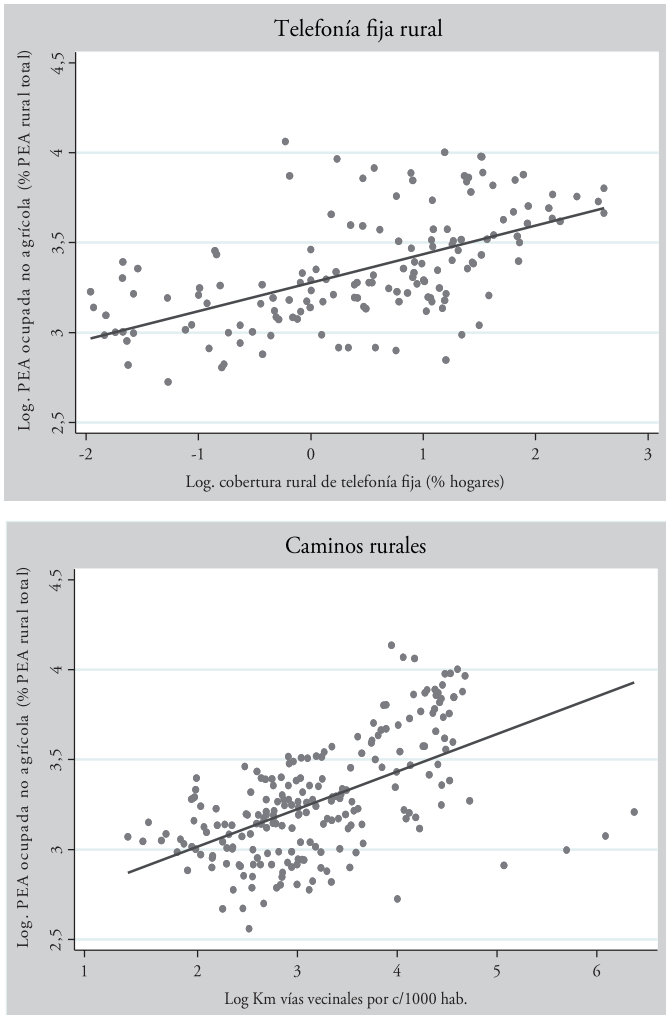 Telefonía fija rural
Log. PEA ocupada no agrícola (% PEA rural total)
4,5
4
3,5
3
2,5
-2 -1 0 1 2 3
Log. cobertura rural de telefonía fija (% hogares)
Caminos rurales
Log. PEA ocupada no agrícola (% PEA rural total)
4,5
4
3,5
3
2,5
1 2 3 4 5 6
Log Km vías vecinales por c/1000 hab.